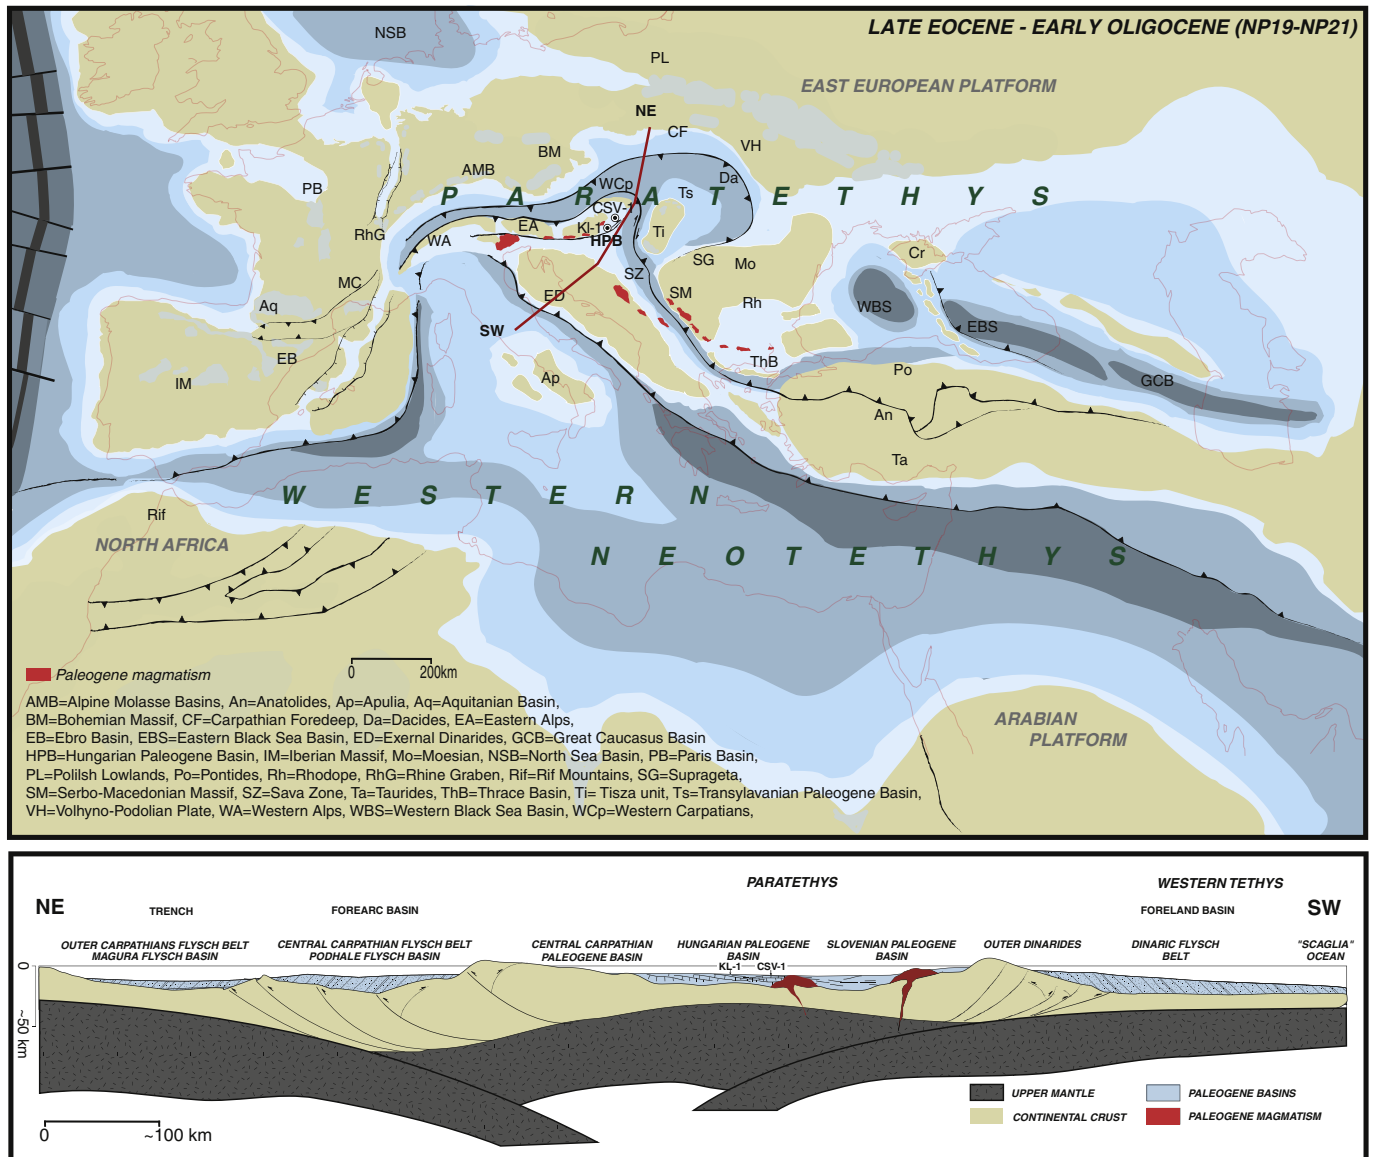 LATE EOCENE - EARLY OLIGOCENE (NP19-NP21)
NSB
PL
EAST EUROPEAN PLATFORM
NE
CF
VH
BM
AMB
WCp
Da
PB
Ts
P A R A T E T H Y S
CSV-1
EA
KI-1
RhG
WA
HPB
Ti
Cr
SG
Mo
SZ
MC
ED
SM
Rh
Aq
WBS
SW
EBS
EB
ThB
Po
IM
Ap
GCB
An
Ta
W E S T E R N
Rif
NORTH AFRICA
N E O T E T H Y S
Paleogene magmatism
0 200km
ARABIAN
PLATFORM
AMB=Alpine Molasse Basins, An=Anatolides, Ap=Apulia, Aq=Aquitanian Basin,
BM=Bohemian Massif, CF=Carpathian Foredeep, Da=Dacides, EA=Eastern Alps,
EB=Ebro Basin, EBS=Eastern Black Sea Basin, ED=Exernal Dinarides, GCB=Great Caucasus Basin
HPB=Hungarian Paleogene Basin, IM=Iberian Massif, Mo=Moesian, NSB=North Sea Basin, PB=Paris Basin,
PL=Polilsh Lowlands, Po=Pontides, Rh=Rhodope, RhG=Rhine Graben, Rif=Rif Mountains, SG=Suprageta,
SM=Serbo-Macedonian Massif, SZ=Sava Zone, Ta=Taurides, ThB=Thrace Basin, Ti= Tisza unit, Ts=Transylavanian Paleogene Basin,
VH=Volhyno-Podolian Plate, WA=Western Alps, WBS=Western Black Sea Basin, WCp=Western Carpatians,
PARATETHYS
WESTERN TETHYS
NE
TRENCH
FOREARC BASIN
FORELAND BASIN
SW
OUTER CARPATHIANS FLYSCH BELT
MAGURA FLYSCH BASIN
CENTRAL CARPATHIAN FLYSCH BELT
PODHALE FLYSCH BASIN
CENTRAL CARPATHIAN
PALEOGENE BASIN
HUNGARIAN PALEOGENE
BASIN
SLOVENIAN PALEOGENE
BASIN
OUTER DINARIDES
DINARIC FLYSCH
BELT
"SCAGLIA"
OCEAN
KL-1 CSV-1
0
~50 km
UPPER MANTLE
PALEOGENE BASINS
CONTINENTAL CRUST
PALEOGENE MAGMATISM
0 ~100 km